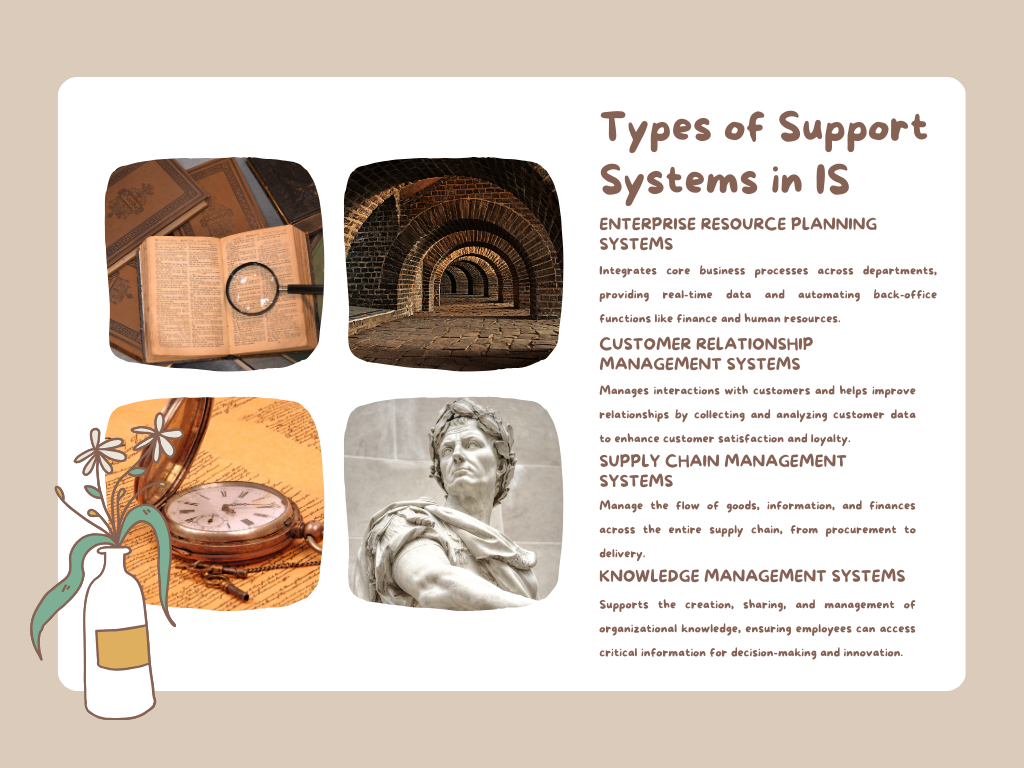 Types of Support
Systems in IS
ENTERPRISE RESOURCE PLANNING
SYSTEMS
Integrates core business processes across departments,
providing real-time data and automating back-office
functions like finance and human resources.
CUSTOMER RELATIONSHIP
MANAGEMENT SYSTEMS
Manages interactions with customers and helps improve
relationships by collecting and analyzing customer data
to enhance customer satisfaction and loyalty.
SUPPLY CHAIN MANAGEMENT
SYSTEMS
Manage the flow of goods, information, and finances
across the entire supply chain, from procurement to
delivery.
KNOWLEDGE MANAGEMENT SYSTEMS
Supports the creation, sharing, and management of
organizational knowledge, ensuring employees can access
critical information for decision-making and innovation.